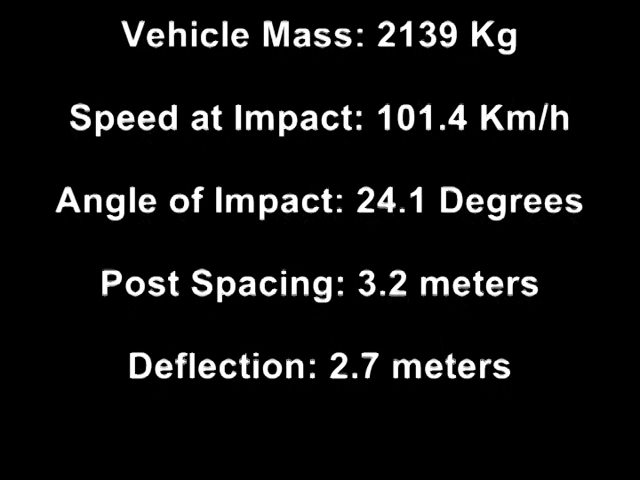 Vehicle Mass: 2139 Kg
Speed at Impact: 101.4 Km/h
Angle of Impact: 24.1 Degrees
Post Spacing: 3.2 meters
Deflection: 2.7 meters